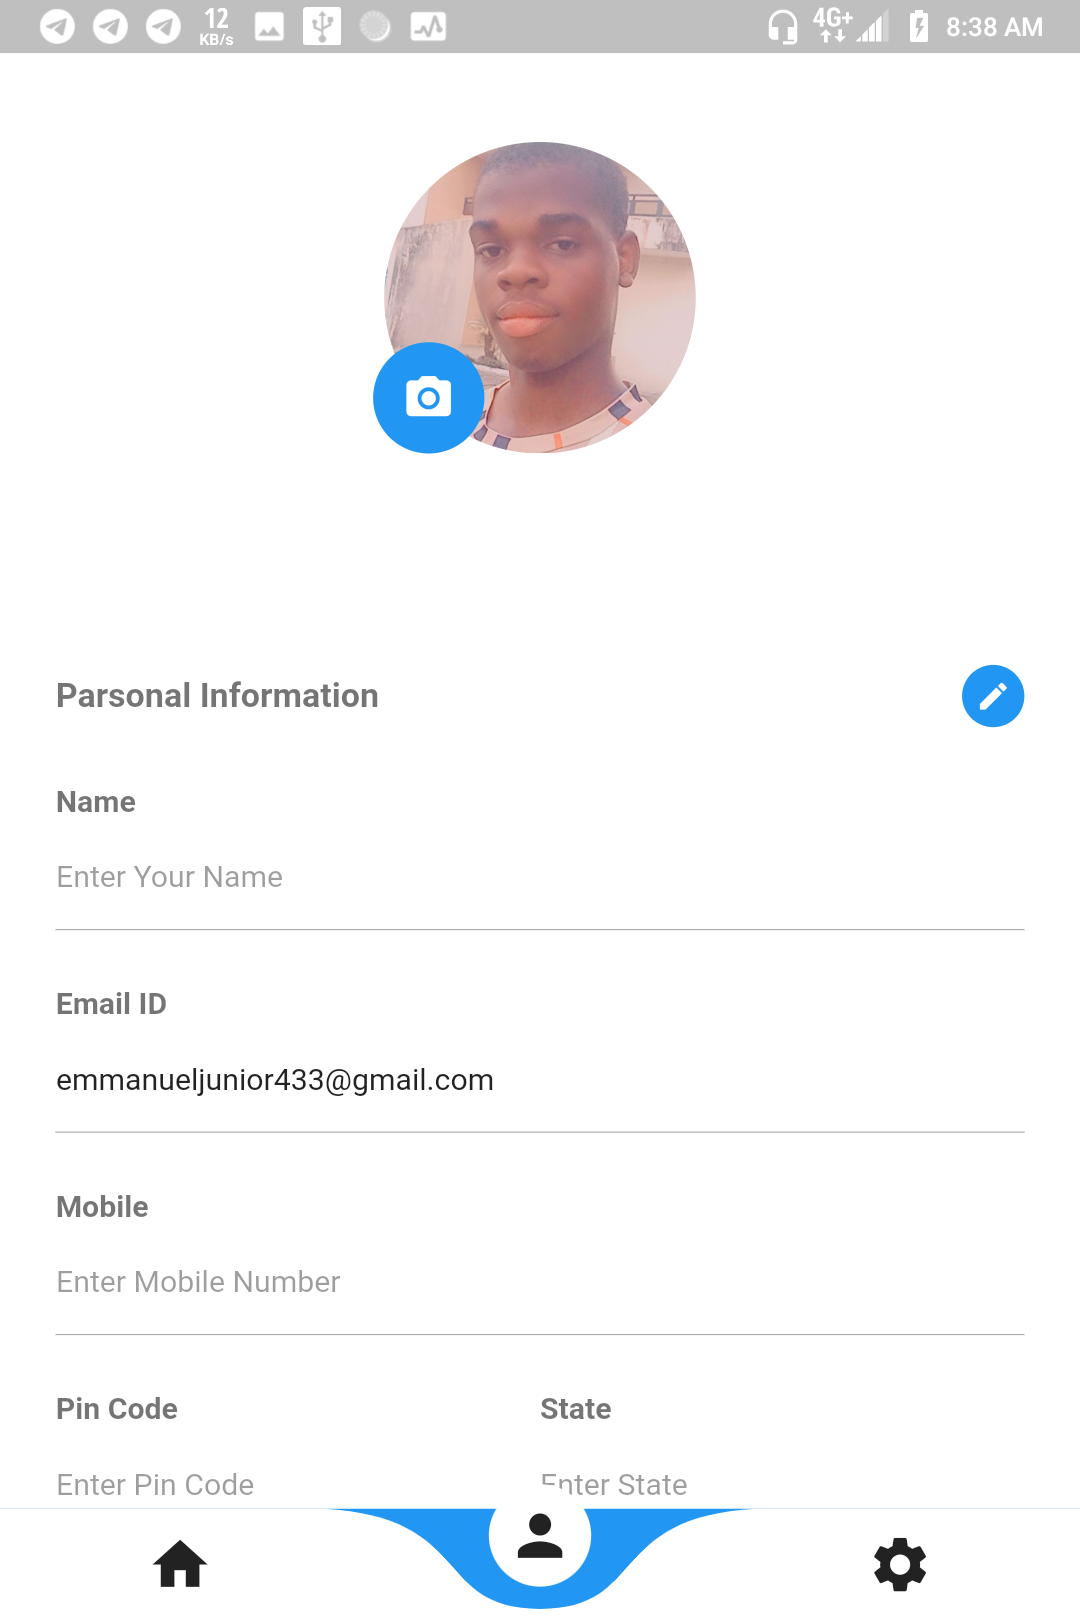 12
KB/s
4G+
8:38 AM
Parsonal Information
Name
Enter Your Name
Email ID
emmanueljunior433@gmail.com
Mobile
Enter Mobile Number
Pin Code
State
Enter Pin Code
Enter State